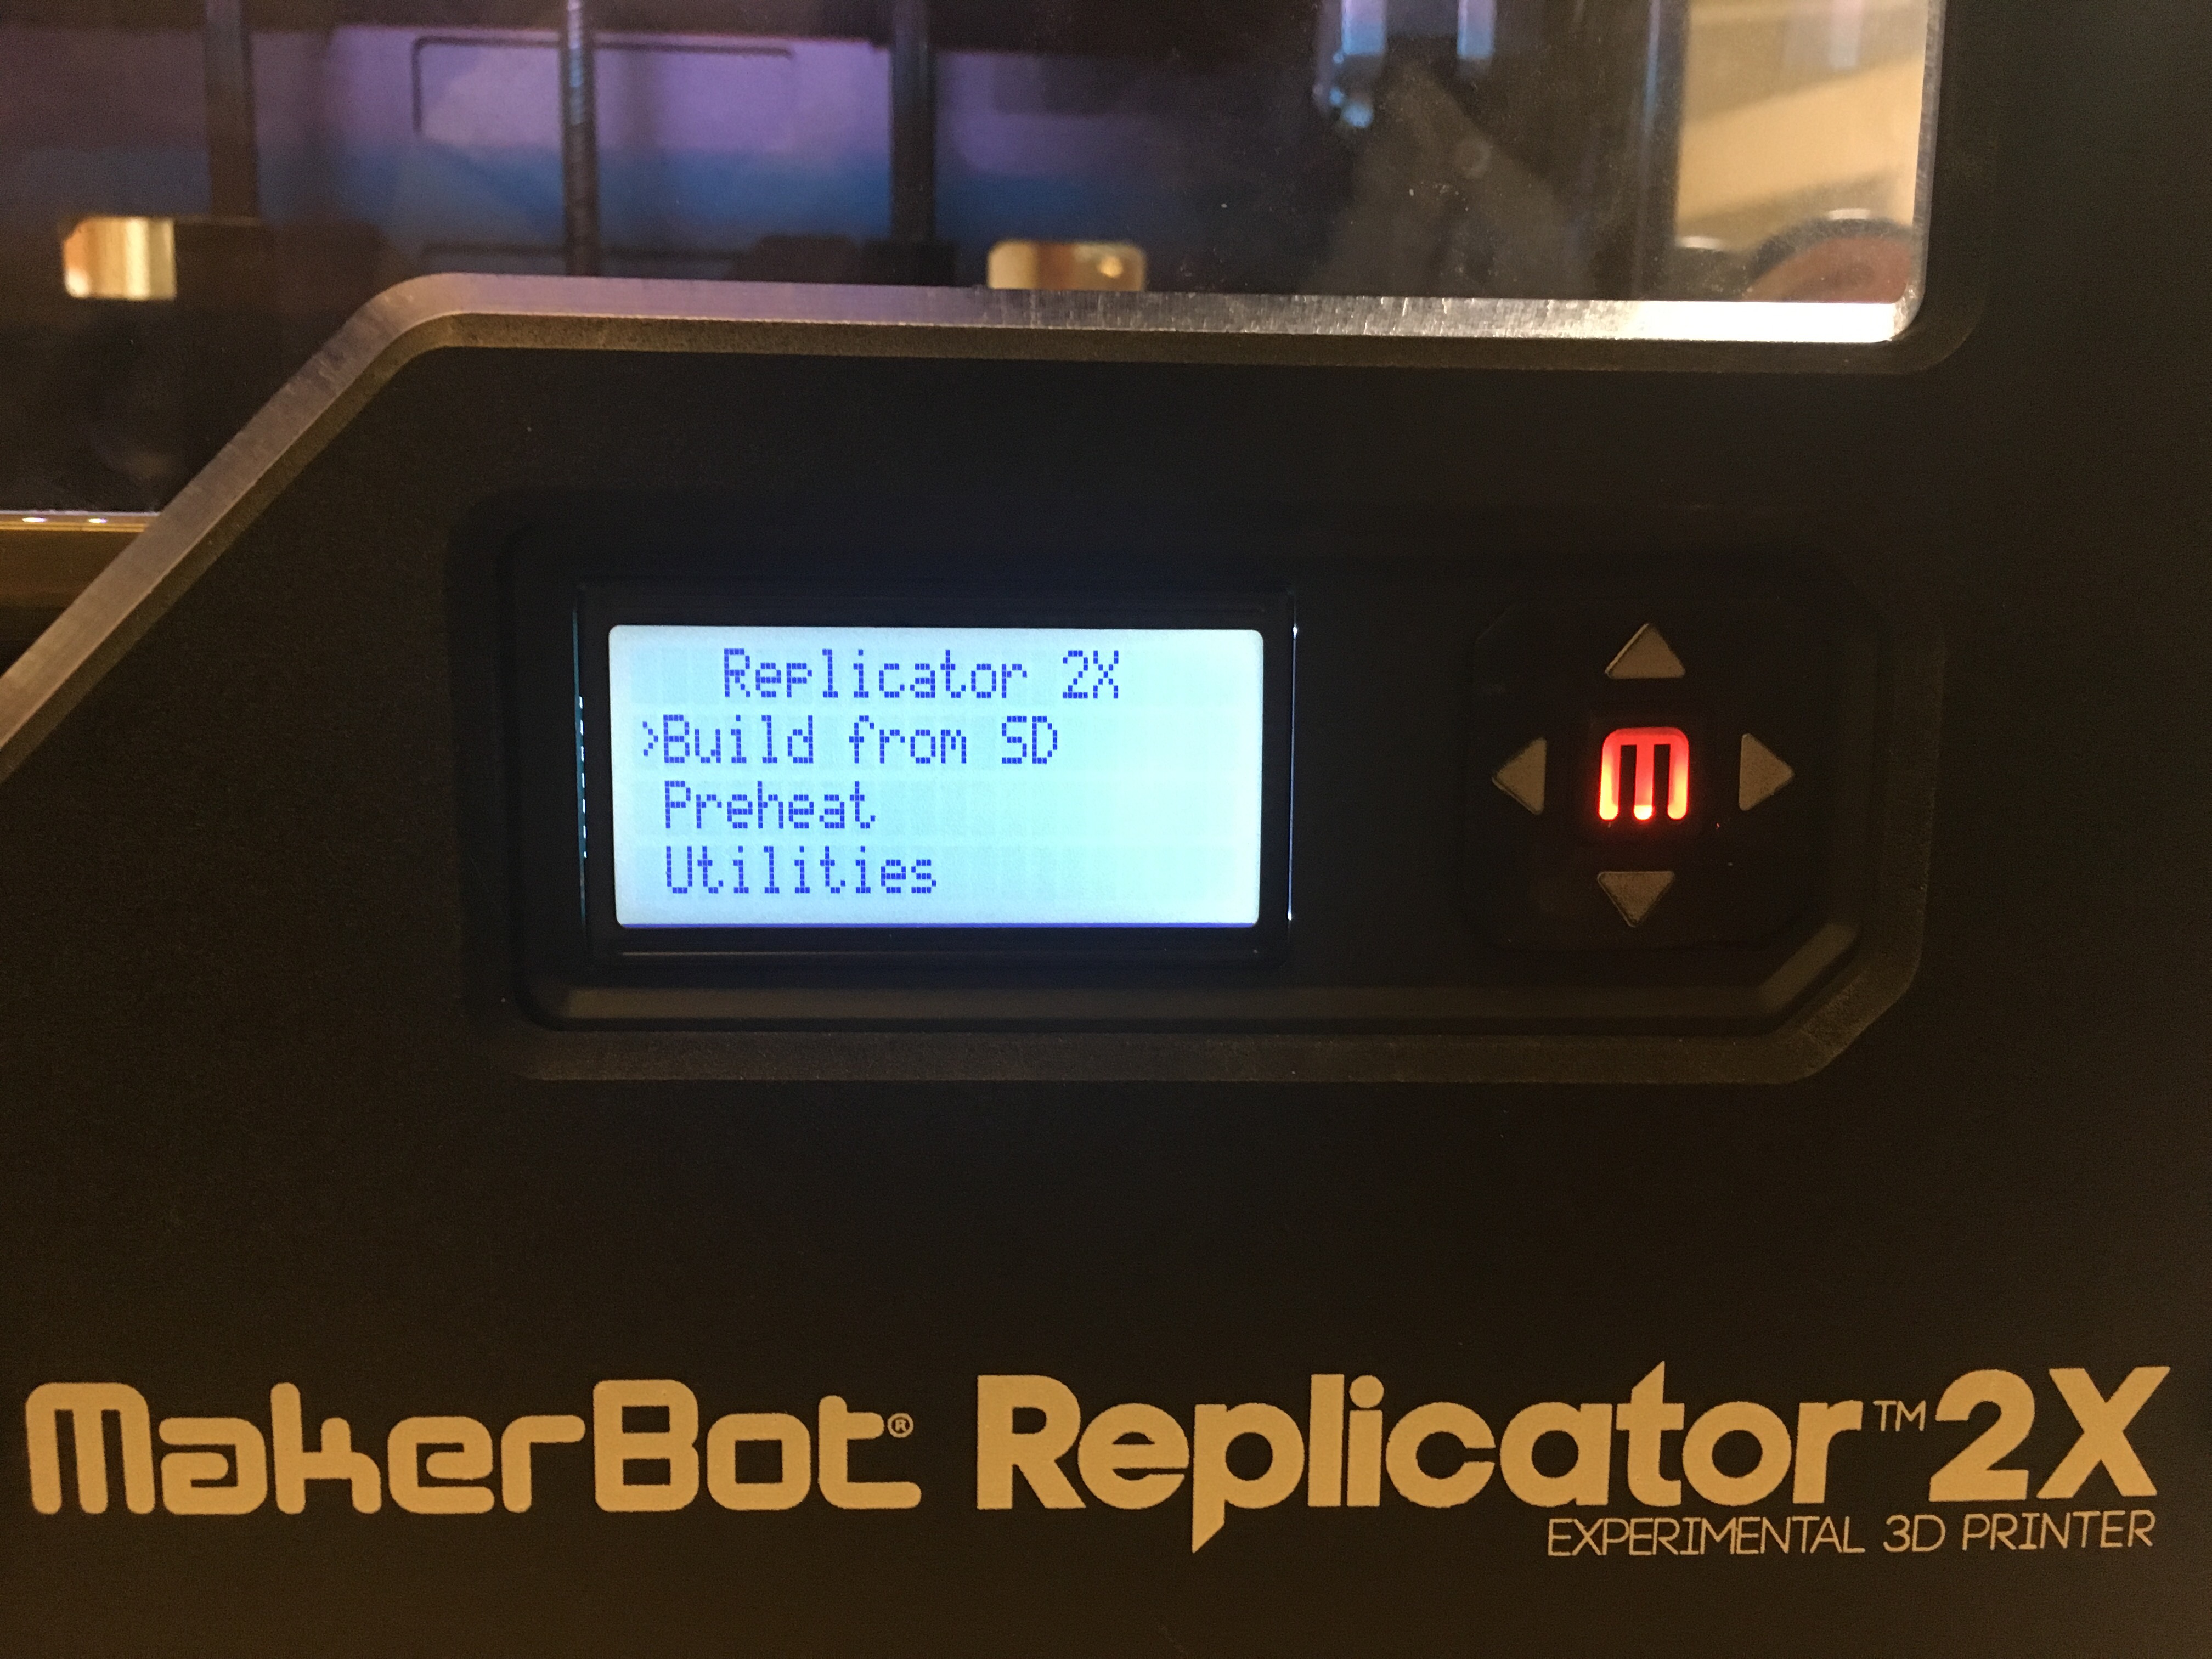 Replicator 2X
>Build from SD
Preheat
Utilities
M
MakerBot® Replicator™ 2X
EXPERIMENTAL 3D PRINTER